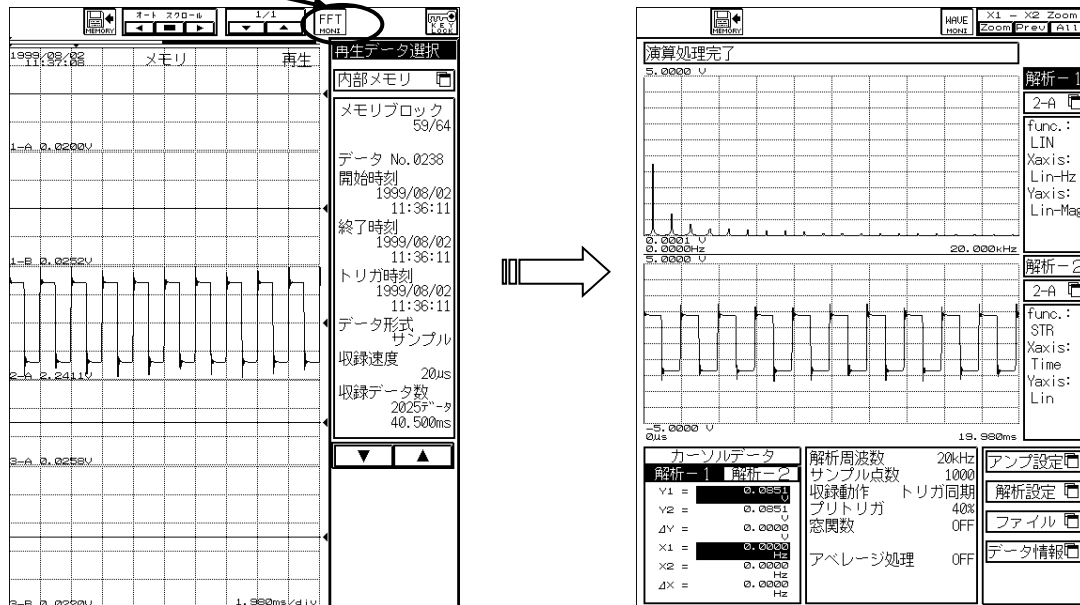 MEMORY
オート スクロール
1/1
FFT
MONI
KEY
LOCK
1999/08/02
11:37:08
メモリ
再生
1-A 0.0200V
1-B 0.0252V
2-A 2.2411V
3-A 0.0258V
3-B 0.0220V
1.980ms/div
再生データ選択
内部メモリ
メモリブロック
59/64
データ No.0238
開始時刻
1999/08/02
11:36:11
終了時刻
1999/08/02
11:36:11
トリガ時刻
1999/08/02
11:36:11
データ形式
サンプル
収録速度
20μs
収録データ数
2025データ
40.500ms
MEMORY
WAVE
MONI
X1 - X2 Zoom
Zoom Prev All
演算処理完了
5.0000 V
0.0001 V
0.0000Hz
20.000kHz
5.0000 V
-5.0000 V
0μs
19.980ms
解析-1
2-A
func.:
LIN
Xaxis:
Lin-Hz
Yaxis:
Lin-Mag
解析-2
2-A
func.:
STR
Xaxis:
Time
Yaxis:
Lin
カーソルデータ
解析-1 解析-2
Y1 = 0.0851
V
Y2 = 0.0851
V
⊿Y = 0.0000
V
X1 = 0.0000
Hz
X2 = 0.0000
Hz
⊿X = 0.0000
Hz
解析周波数 20kHz
サンプル点数 1000
収録動作 トリガ同期
プリトリガ 40%
窓関数 OFF
アベレージ処理 OFF
アンプ設定
解析設定
ファイル
データ情報